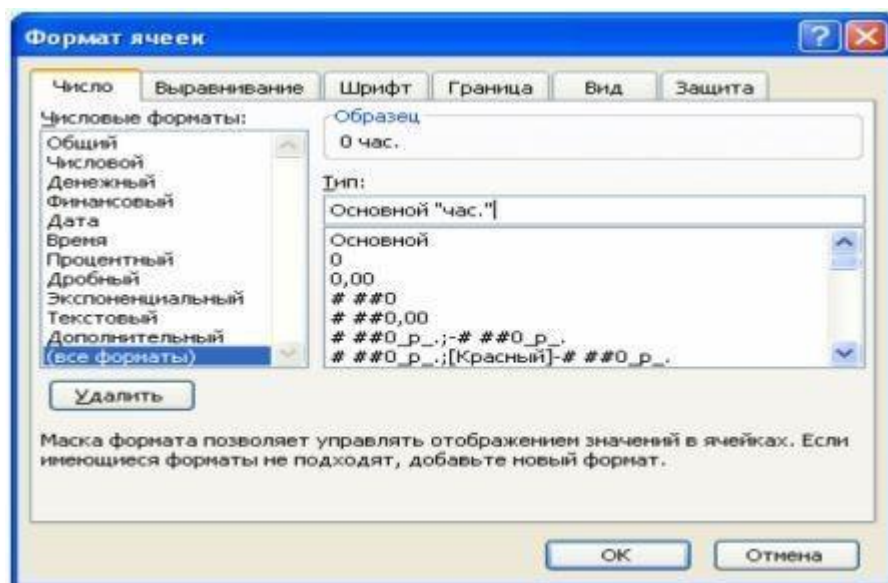 Формат ячеек
Число Выравнивание Шрифт Граница Вид Защита
Числовые форматы:
Общий
Числовой
Денежный
Финансовый
Дата
Время
Процентный
Дробный
Экспоненциальный
Текстовый
Дополнительный
(все форматы)
Образец
0 час.
Тип:
Основной "час."
Основной
0
0,00
# ##0
# ##0,00
# ##0_р_.;-# ##0_р_.
# ##0_р_.;[Красный]-# ##0_р_.
Удалить
Маска формата позволяет управлять отображением значений в ячейках. Если
имеющиеся форматы не подходят, добавьте новый формат.
ОК Отмена